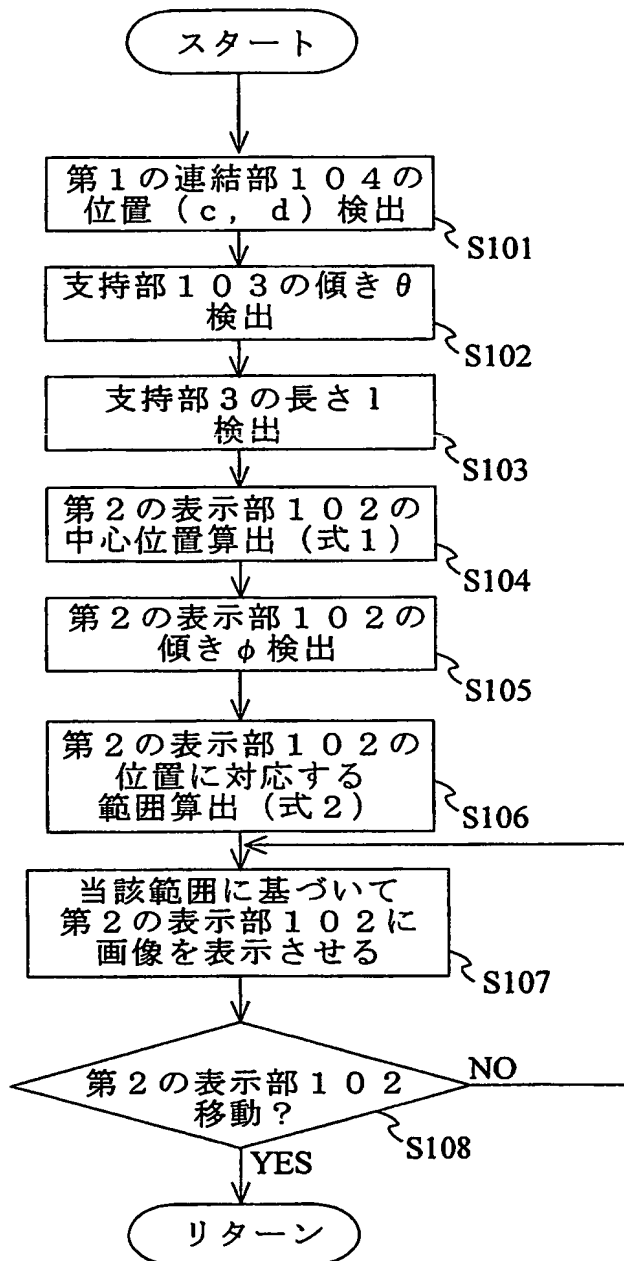 スタート
第1の連結部104の
位置(c,d)検出
S101
支持部103の傾きθ
検出
S102
支持部3の長さl
検出
S103
第2の表示部102の
中心位置算出(式1)
S104
第2の表示部102の
傾きφ検出
S105
第2の表示部102の
位置に対応する
範囲算出(式2)
S106
当該範囲に基づいて
第2の表示部102に
画像を表示させる
S107
第2の表示部102
移動?
NO
S108
YES
リターン